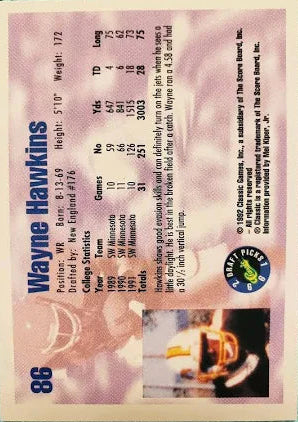 86
Wayne Hawkins
Position: WR Born: 8-13-69 Height: 5'10" Weight: 172
Drafted by: New England #176
College Statistics
Year Team Games No Yds TD Long
1989 SW Minnesota 10 59 647 4 75
1990 SW Minnesota 10 66 841 8 62
1991 SW Minnesota 11 126 1515 16 73
Totals 31 251 3003 28 75
Hawkins shows good evasion skills and can definitely turn on the jets when he sees a
little daylight. He is best in the broken field after a catch. Wayne ran a 4.58 and had
a 30 ½ inch vertical jump.
1992
DRAFT PICKS
© 1992 Classic Games, Inc., a subsidiary of The Score Board, Inc.
All rights reserved
® Classic is a registered trademark of The Score Board, Inc.
Information provided by Mel Kiper, Jr.